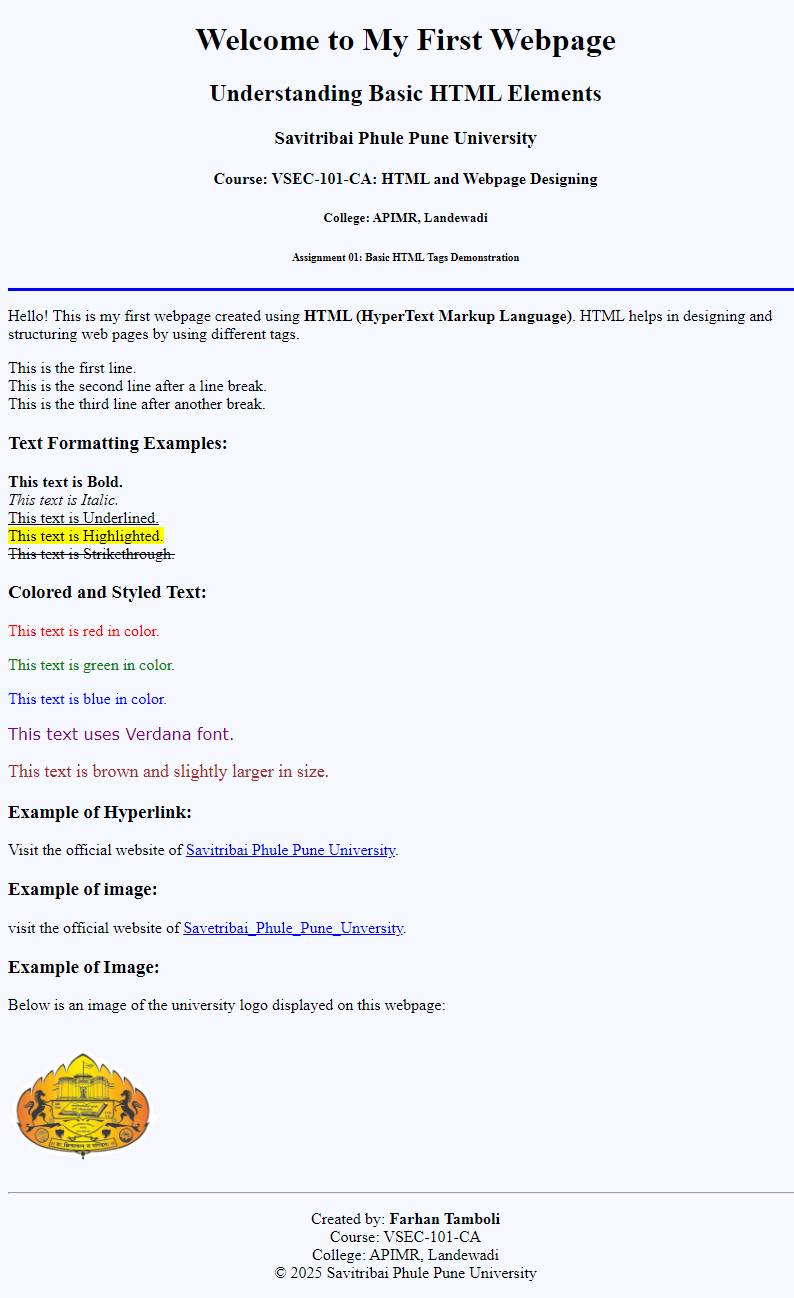 Welcome to My First Webpage
Understanding Basic HTML Elements
Savitribai Phule Pune University
Course: VSEC-101-CA: HTML and Webpage Designing
College: APIMR, Landewadi
Assignment 01: Basic HTML Tags Demonstration
Hello! This is my first webpage created using HTML (HyperText Markup Language). HTML helps in designing and
structuring web pages by using different tags.
This is the first line.
This is the second line after a line break.
This is the third line after another break.
Text Formatting Examples:
This text is Bold.
This text is Italic.
This text is Underlined.
This text is Highlighted.
This text is Strikethrough.
Colored and Styled Text:
This text is red in color.
This text is green in color.
This text is blue in color.
This text uses Verdana font.
This text is brown and slightly larger in size.
Example of Hyperlink:
Visit the official website of Savitribai Phule Pune University.
Example of image:
visit the official website of Savetribai_Phule_Pune_Unversity.
Example of Image:
Below is an image of the university logo displayed on this webpage:
Created by: Farhan Tamboli
Course: VSEC-101-CA
College: APIMR, Landewadi
© 2025 Savitribai Phule Pune University